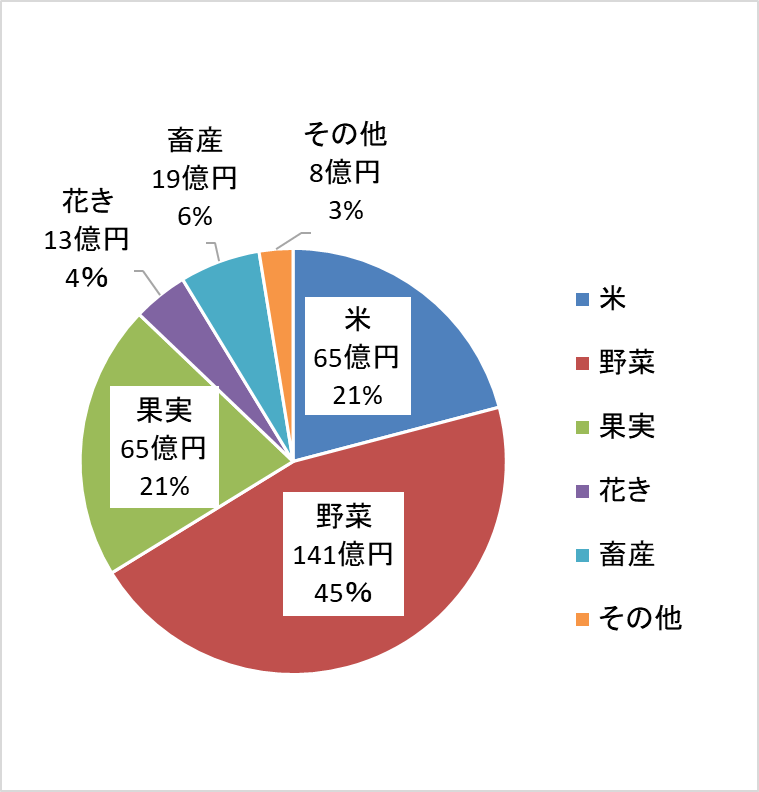 米
65億円
21%
野菜
141億円
45%
果実
65億円
21%
花き
13億円
4%
畜産
19億円
6%
その他
8億円
3%
米
野菜
果実
花き
畜産
その他